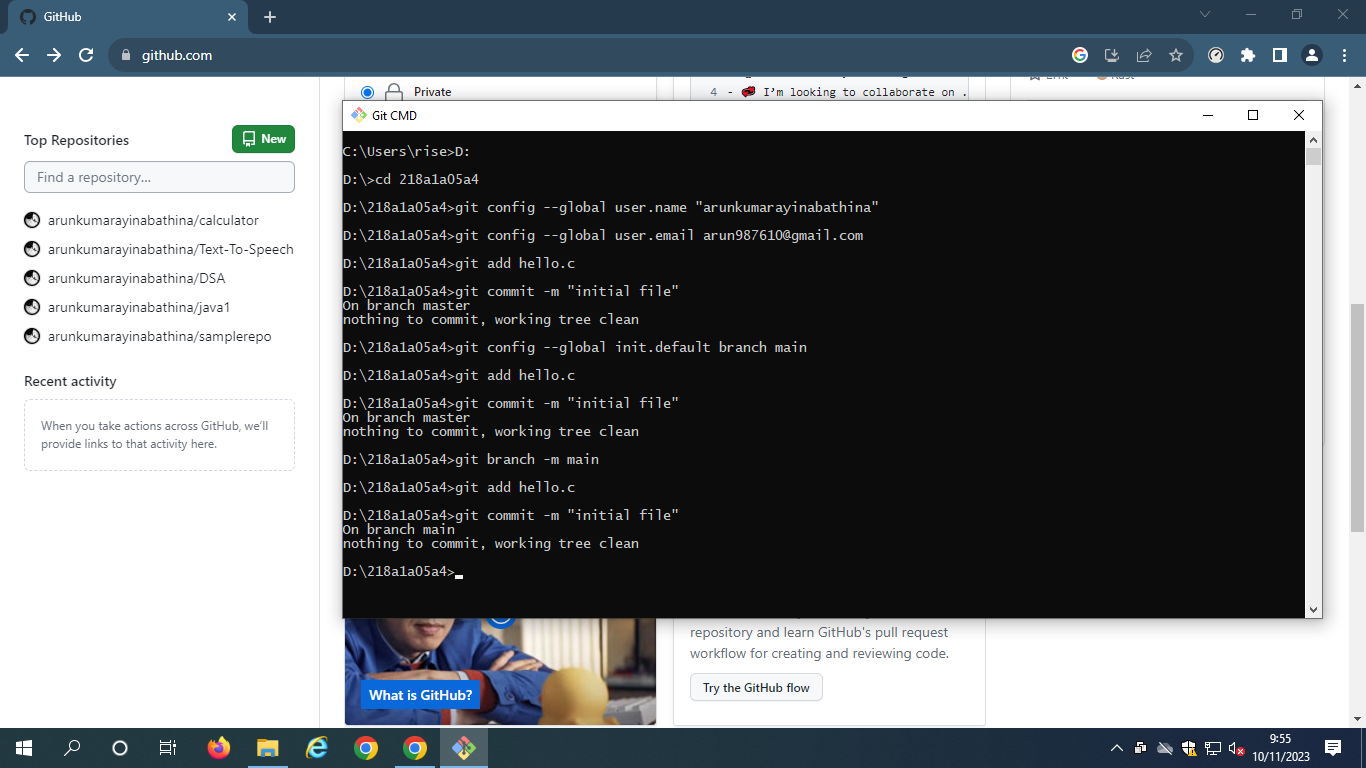 GitHub
github.com
Top Repositories
New
Find a repository...
arunkumarayinabathina/calculator
arunkumarayinabathina/Text-To-Speech
arunkumarayinabathina/DSA
arunkumarayinabathina/java1
arunkumarayinabathina/samplerepo
Recent activity
When you take actions across GitHub, we'll
provide links to that activity here.
Private
4 - 💞️ I'm looking to collaborate on .
Git CMD
C:\Users\rise>D:
D:\>cd 218a1a05a4
D:\218a1a05a4>git config --global user.name "arunkumarayinabathina"
D:\218a1a05a4>git config --global user.email arun987610@gmail.com
D:\218a1a05a4>git add hello.c
D:\218a1a05a4>git commit -m "initial file"
On branch master
nothing to commit, working tree clean
D:\218a1a05a4>git config --global init.default branch main
D:\218a1a05a4>git add hello.c
D:\218a1a05a4>git commit -m "initial file"
On branch master
nothing to commit, working tree clean
D:\218a1a05a4>git branch -m main
D:\218a1a05a4>git add hello.c
D:\218a1a05a4>git commit -m "initial file"
On branch main
nothing to commit, working tree clean
D:\218a1a05a4>
What is GitHub?
repository and learn GitHub's pull request
workflow for creating and reviewing code.
Try the GitHub flow
9:55
10/11/2023